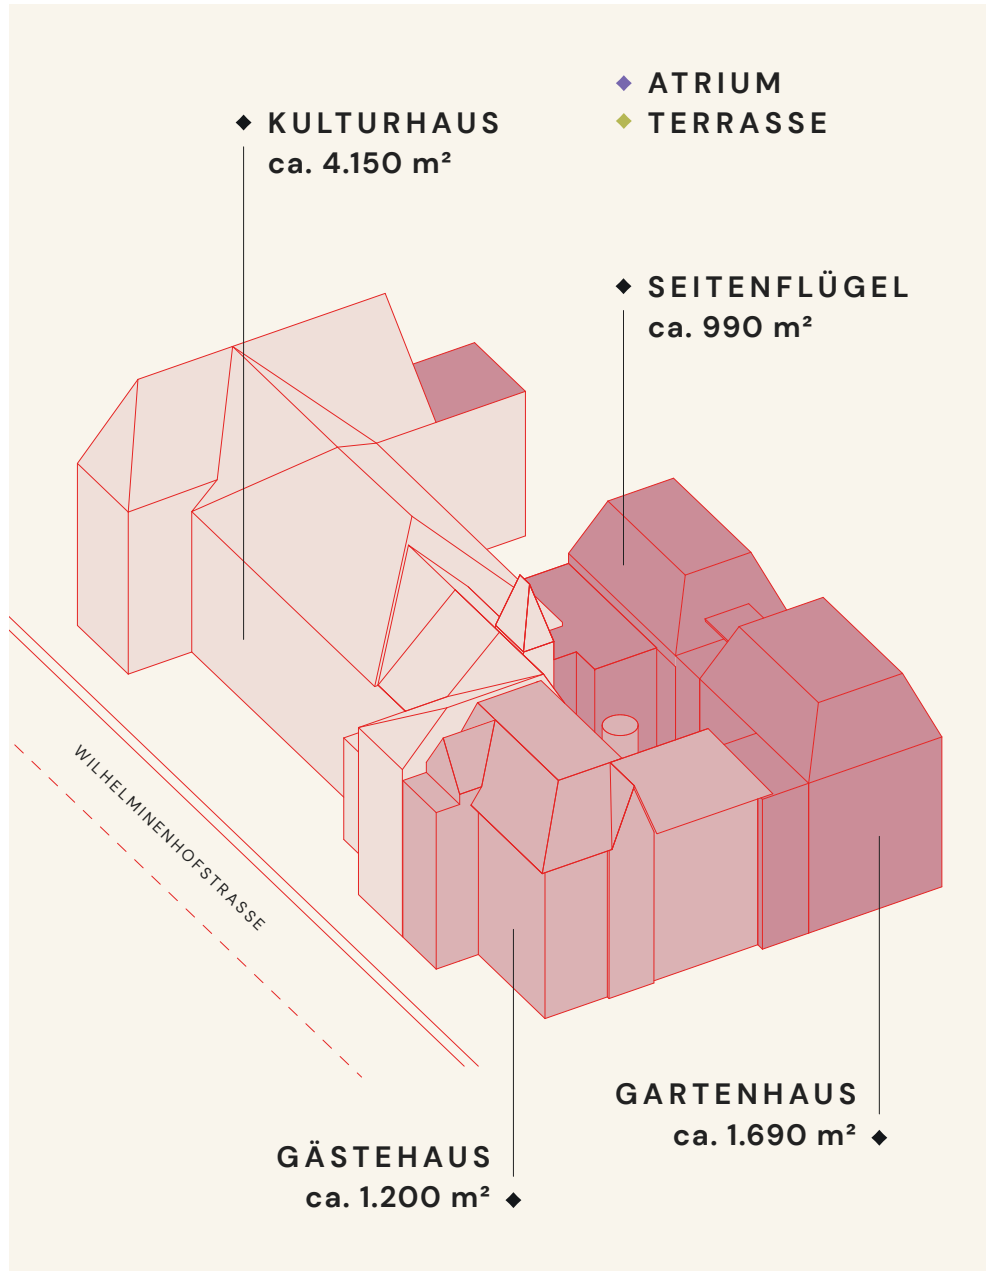 ATRIUM
TERRASSE
KULTURHAUS
ca. 4.150 m²
SEITENFLÜGEL
ca. 990 m²
WILHELMINENHOFSTRASSE
GARTENHAUS
ca. 1.690 m²
GÄSTEHAUS
ca. 1.200 m²